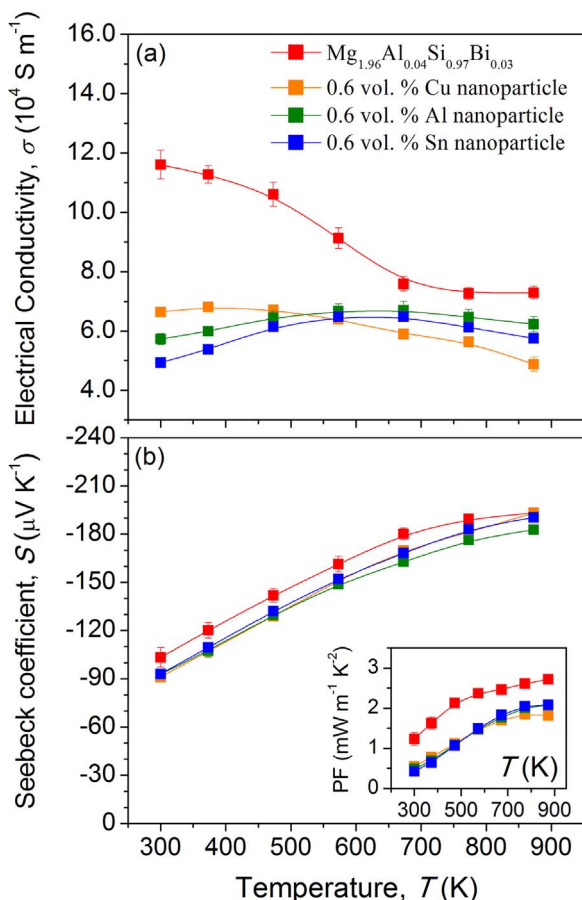 16.0
(a)
Mg1.96Al0.04Si0.97Bi0.03
0.6 vol. % Cu nanoparticle
0.6 vol. % Al nanoparticle
0.6 vol. % Sn nanoparticle
14.0
12.0
10.0
8.0
6.0
4.0
Electrical Conductivity, σ (10⁴ S m⁻¹)
-240
(b)
-210
-180
-150
-120
-90
-60
-30
0
Seebeck coefficient, S (μV K⁻¹)
3
2
1
0
PF (mW m⁻¹ K⁻²)
T (K)
300 500 700 900
300 400 500 600 700 800 900
Temperature, T (K)